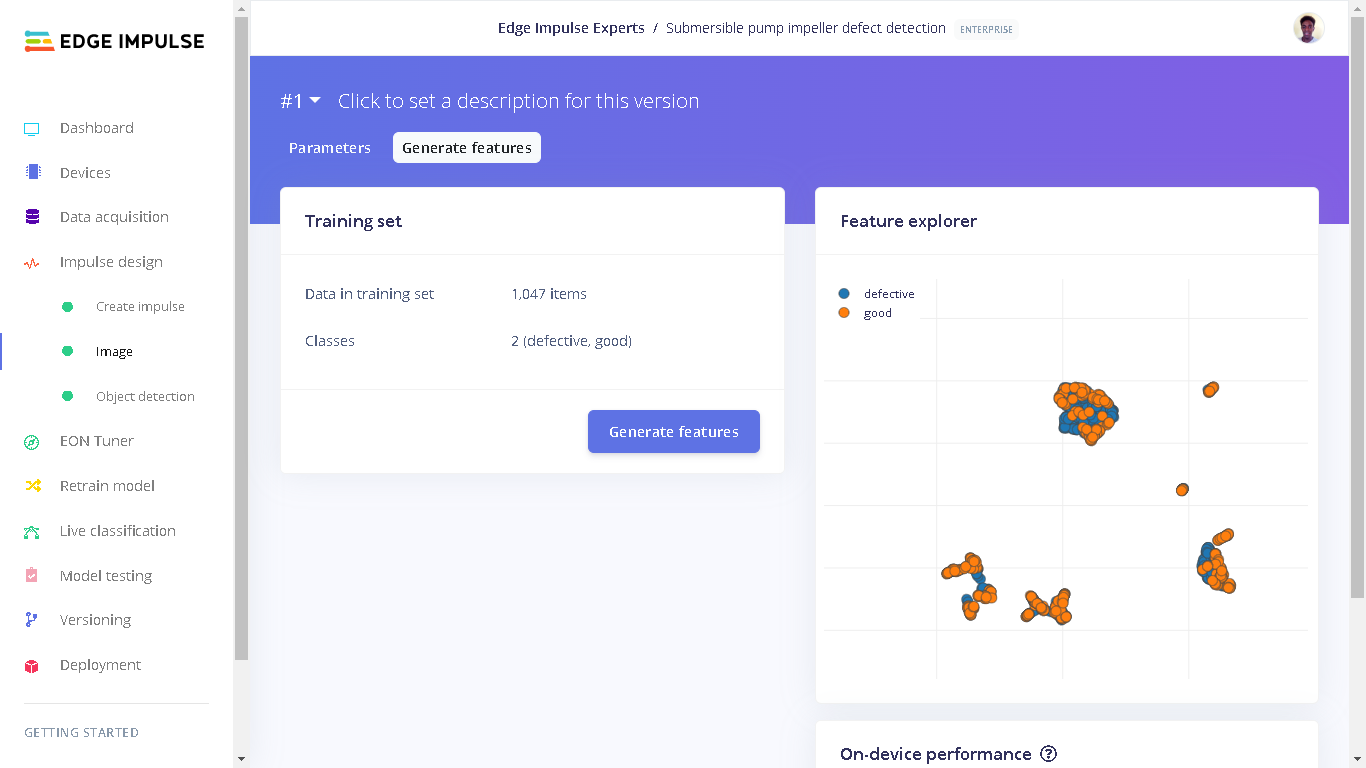 EDGE IMPULSE
Edge Impulse Experts / Submersible pump impeller defect detection ENTERPRISE
Dashboard
Devices
Data acquisition
Impulse design
Create impulse
Image
Object detection
EON Tuner
Retrain model
Live classification
Model testing
Versioning
Deployment
GETTING STARTED
#1 Click to set a description for this version
Parameters Generate features
Training set
Data in training set 1,047 items
Classes 2 (defective, good)
Generate features
Feature explorer
defective
good
On-device performance ?